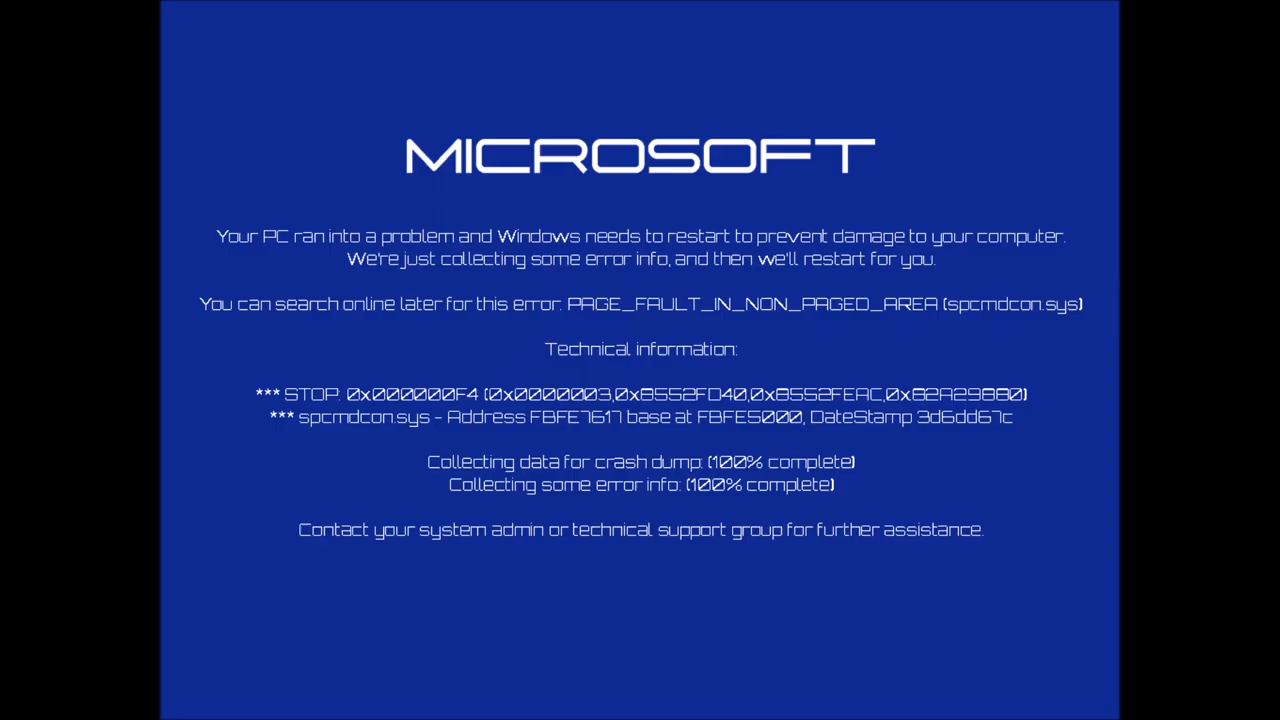 MICROSOFT
Your PC ran into a problem and Windows needs to restart to prevent damage to your computer.
We're just collecting some error info, and then we'll restart for you.
You can search online later for this error: PAGE_FAULT_IN_NON_PAGED_AREA (spcmdcon.sys)
Technical information:
*** STOP: 0x000000F4 (0x0000003,0x8552FD40,0x8552FEAC,0x82A29880)
*** spcmdcon.sys - Address FBFE7617 base at FBFE5000, DateStamp 3d6dd67c
Collecting data for crash dump: (100% complete)
Collecting some error info: (100% complete)
Contact your system admin or technical support group for further assistance.